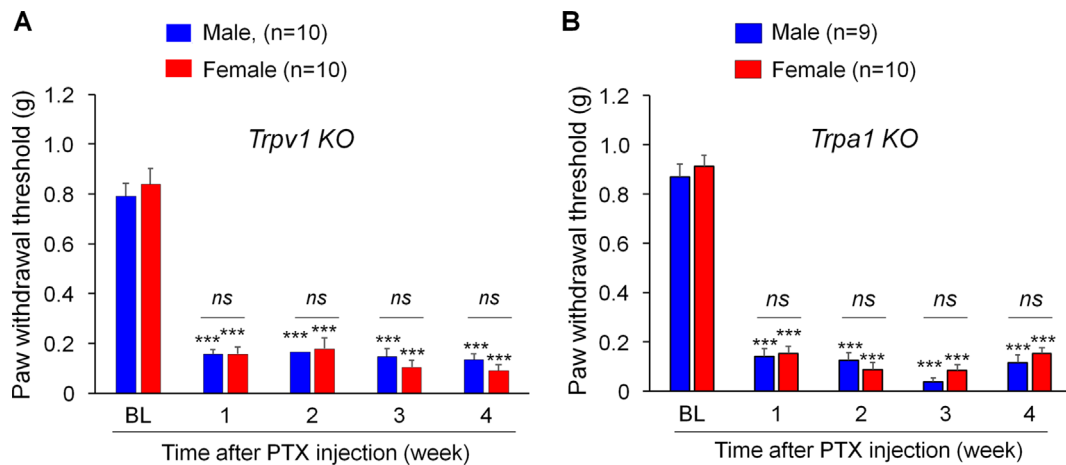 A
Male, (n=10)
Female (n=10)
Paw withdrawal threshold (g)
1.2
1.0
0.8
0.6
0.4
0.2
0
Trpv1 KO
ns ns ns ns
*** *** *** *** *** *** *** ***
BL 1 2 3 4
Time after PTX injection (week)
B
Male (n=9)
Female (n=10)
Paw withdrawal threshold (g)
1.2
1.0
0.8
0.6
0.4
0.2
0
Trpa1 KO
ns ns ns ns
*** *** *** *** *** *** *** ***
BL 1 2 3 4
Time after PTX injection (week)